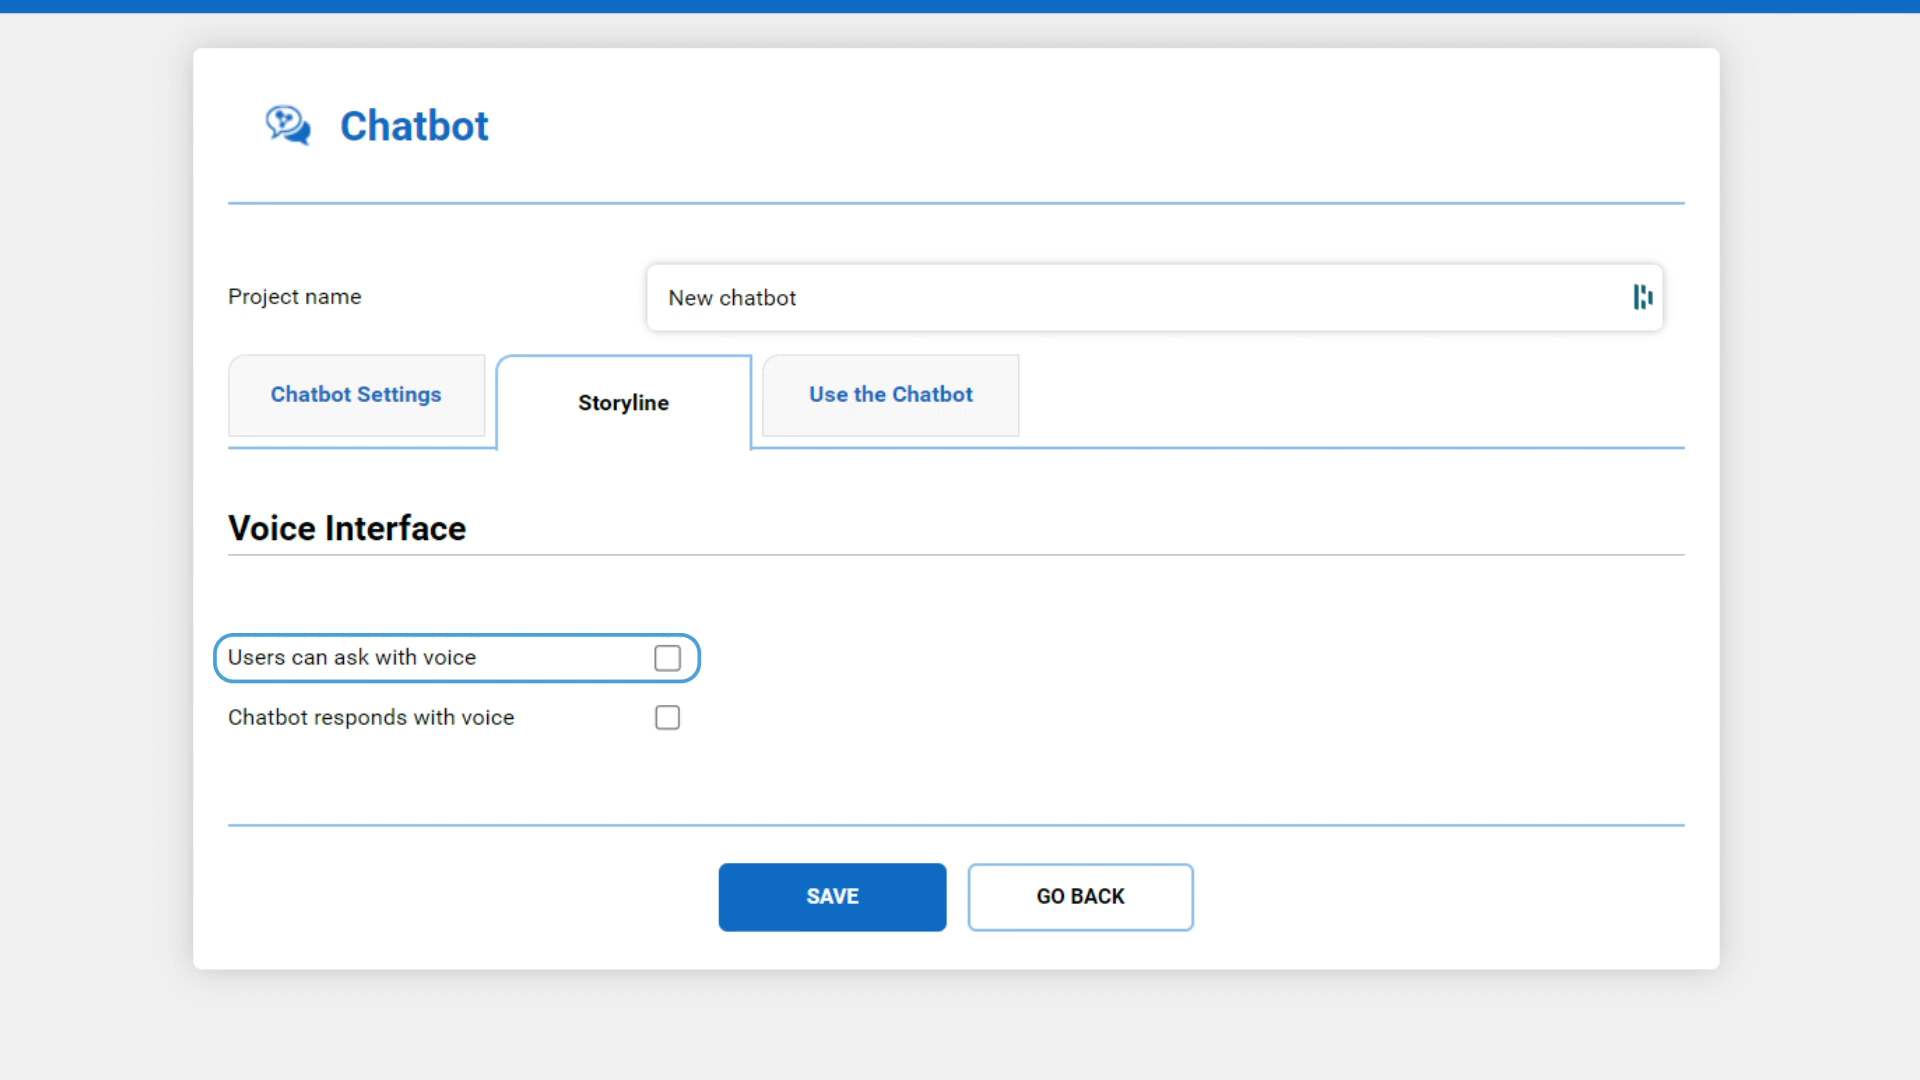 Chatbot
Project name
New chatbot
Chatbot Settings
Storyline
Use the Chatbot
Voice Interface
Users can ask with voice
Chatbot responds with voice
SAVE
GO BACK